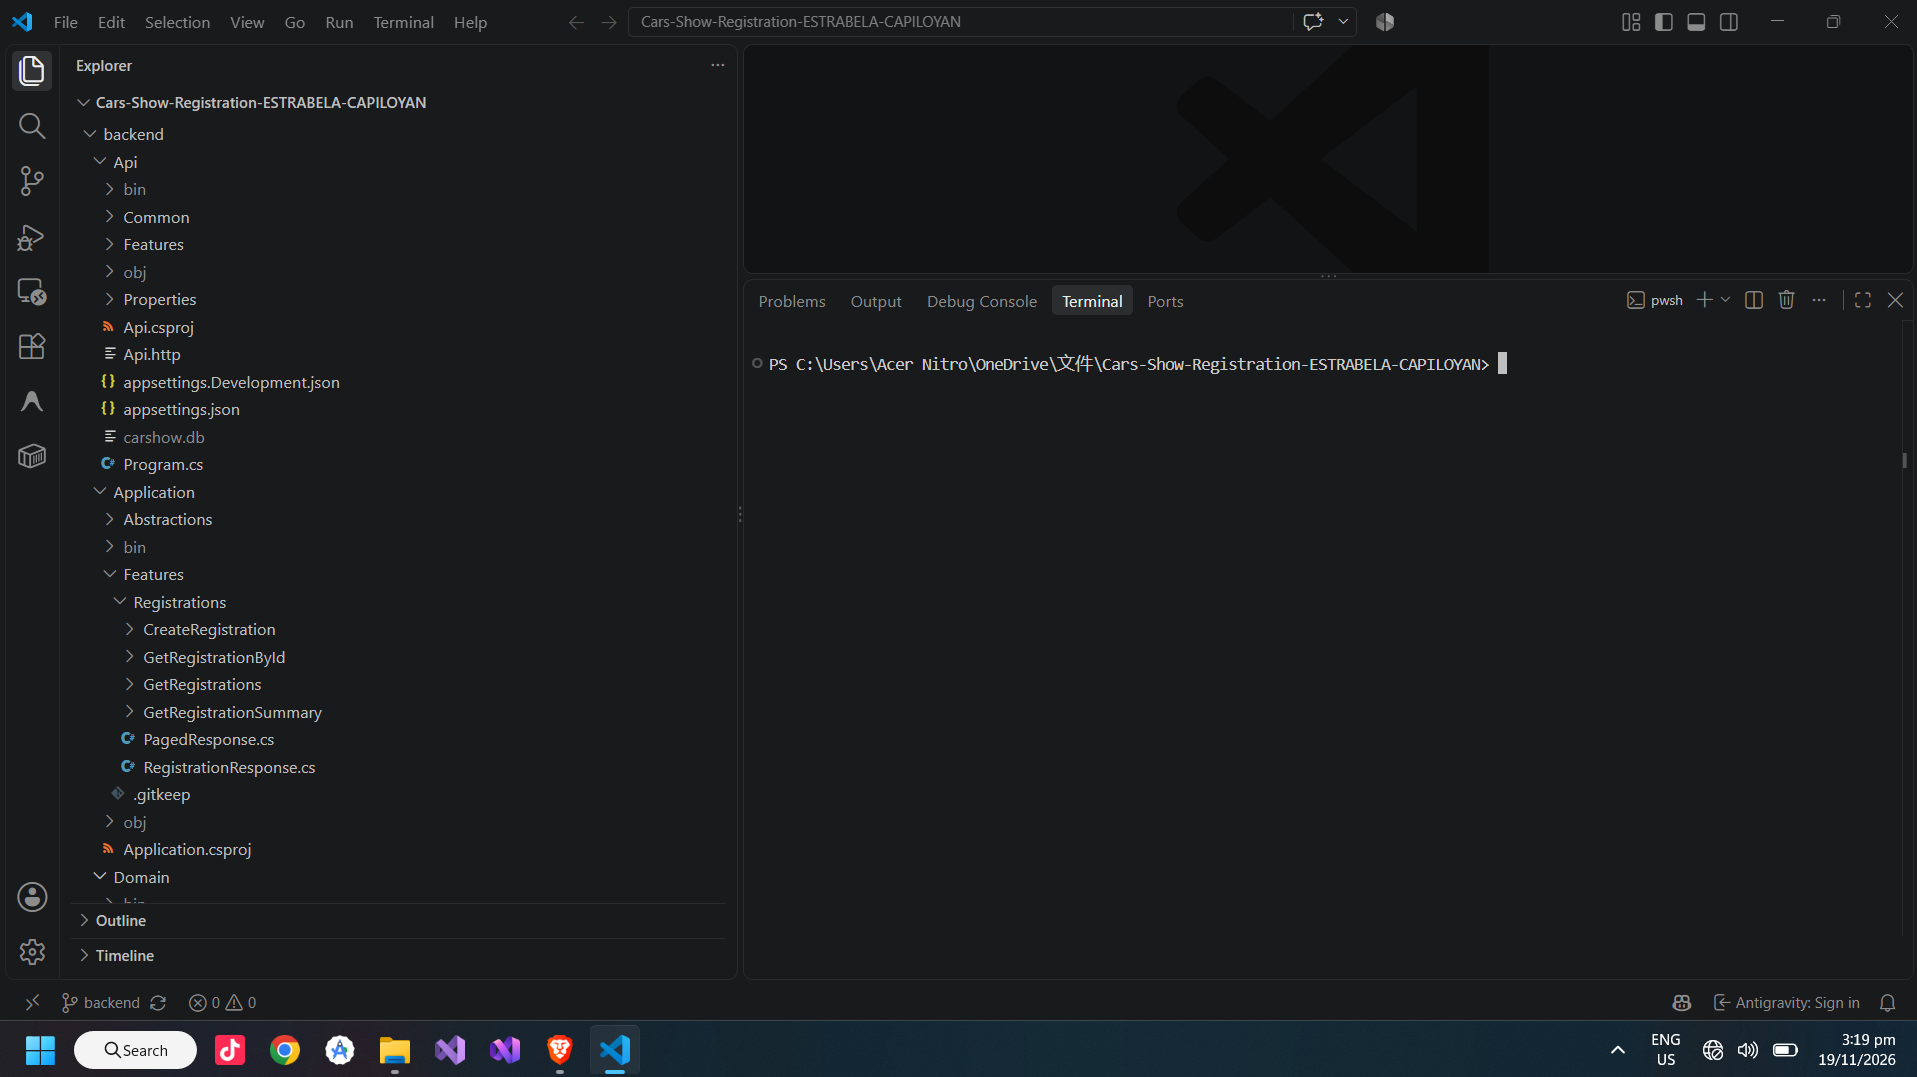 File Edit Selection View Go Run Terminal Help
Cars-Show-Registration-ESTRABELA-CAPILOYAN
Explorer
Cars-Show-Registration-ESTRABELA-CAPILOYAN
backend
Api
bin
Common
Features
obj
Properties
Api.csproj
Api.http
{} appsettings.Development.json
{} appsettings.json
carshow.db
C# Program.cs
Application
Abstractions
bin
Features
Registrations
CreateRegistration
GetRegistrationById
GetRegistrations
GetRegistrationSummary
C# PagedResponse.cs
C# RegistrationResponse.cs
.gitkeep
obj
Application.csproj
Domain
Outline
Timeline
Problems Output Debug Console Terminal Ports
pwsh
PS C:\Users\Acer Nitro\OneDrive\文件\Cars-Show-Registration-ESTRABELA-CAPILOYAN>
backend 0 0
Antigravity: Sign in
Search
ENG
US
3:19 pm
19/11/2026